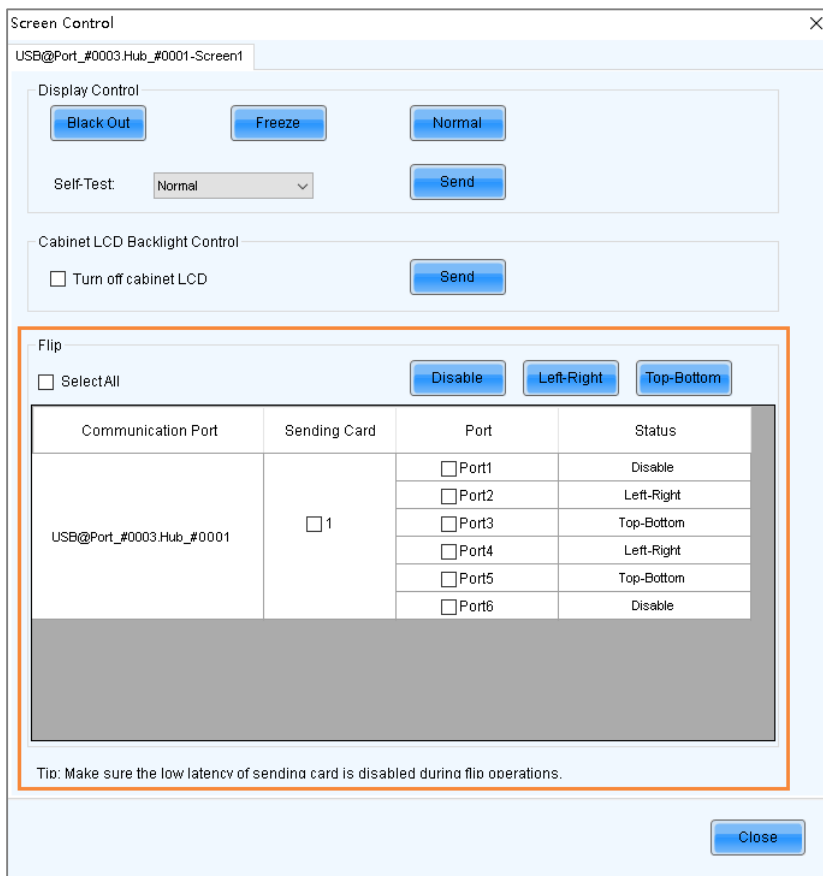 Screen Control
USB@Port_#0003.Hub_#0001-Screen1
Display Control
Black Out Freeze Normal
Self-Test: Normal Send
Cabinet LCD Backlight Control
Turn off cabinet LCD Send
Flip
Select All Disable Left-Right Top-Bottom
Communication Port Sending Card Port Status
USB@Port_#0003.Hub_#0001 1
Port1 Disable
Port2 Left-Right
Port3 Top-Bottom
Port4 Left-Right
Port5 Top-Bottom
Port6 Disable
Tip: Make sure the low latency of sending card is disabled during flip operations.
Close